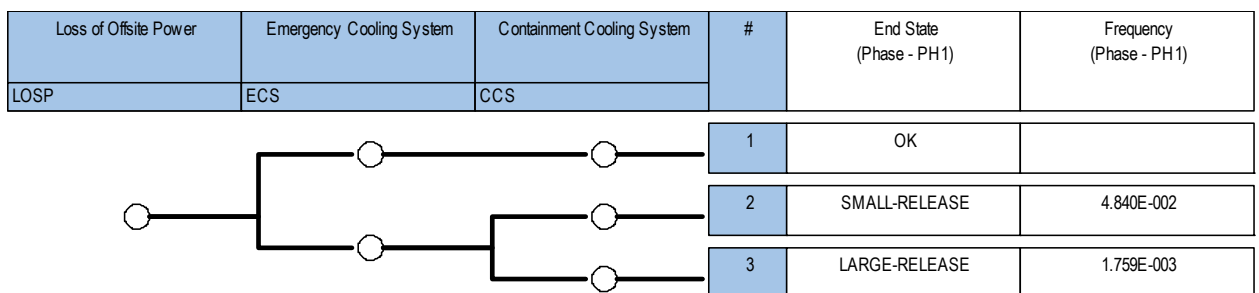 Loss of Offsite Power Emergency Cooling System Containment Cooling System # End State Frequency
(Phase - PH1) (Phase - PH1)
LOSP ECS CCS
1 OK
2 SMALL-RELEASE 4.840E-002
3 LARGE-RELEASE 1.759E-003